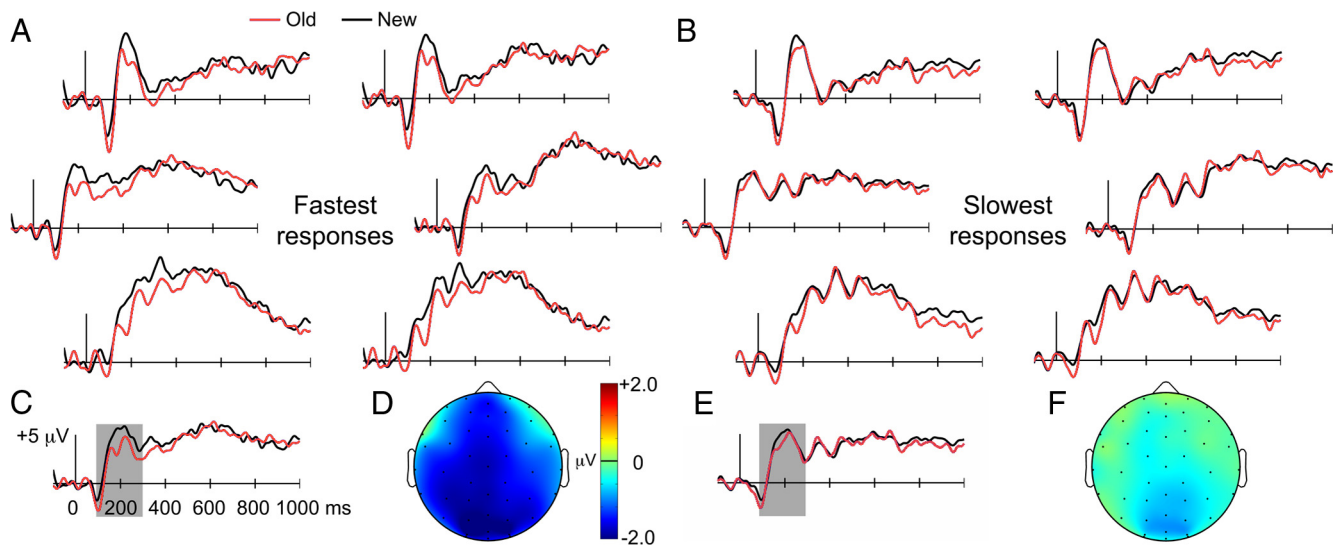 A
Old
New
B
Fastest
responses
Slowest
responses
C
+5 μV
0 200 400 600 800 1000 ms
D
+2.0
μV
0
-2.0
E
F